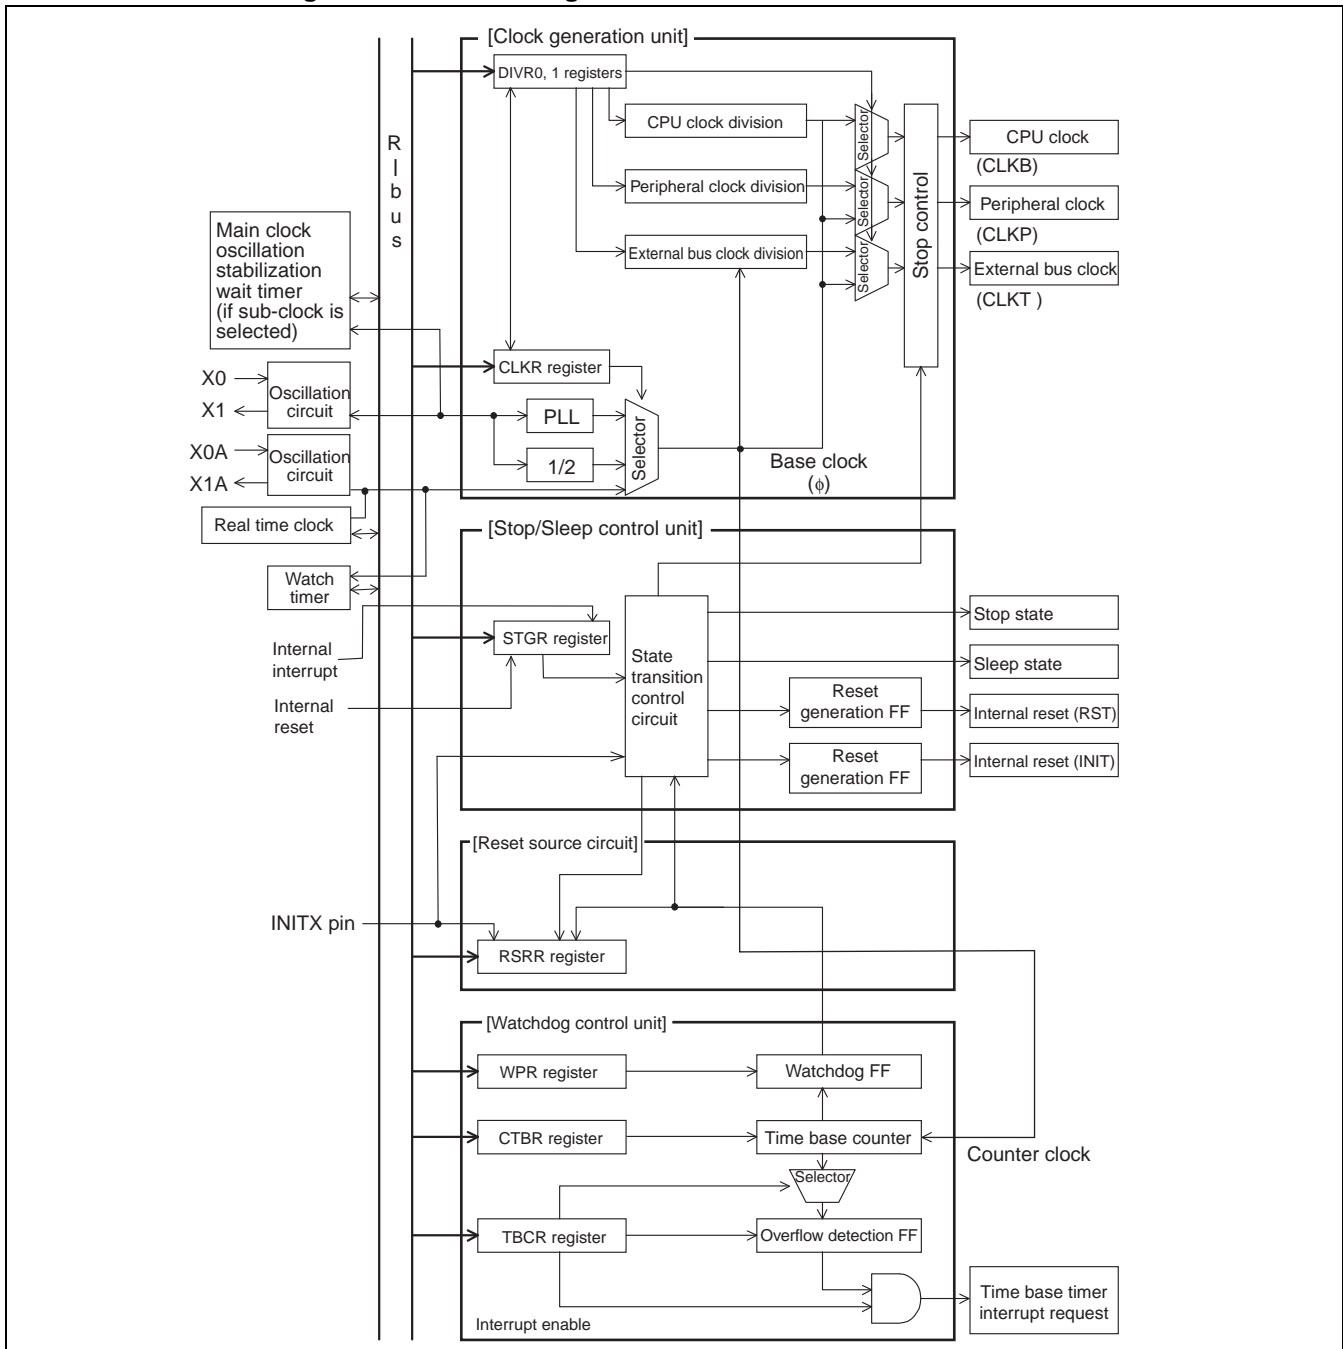 [Clock generation unit]
DIVR0, 1 registers
R
|
b
u
s
CPU clock division
Selector
CPU clock
(CLKB)
Peripheral clock division
Selector
Stop control
Peripheral clock
(CLKP)
External bus clock division
Selector
External bus clock
(CLKT )
Main clock
oscillation
stabilization
wait timer
(if sub-clock is
selected)
CLKR register
X0
X1
Oscillation
circuit
PLL
Selector
X0A
X1A
Oscillation
circuit
1/2
Base clock
(ϕ)
Real time clock
[Stop/Sleep control unit]
Watch
timer
STGR register
Internal
interrupt
Internal
reset
State
transition
control
circuit
Stop state
Sleep state
Reset
generation FF
Internal reset (RST)
Reset
generation FF
Internal reset (INIT)
[Reset source circuit]
INITX pin
RSRR register
[Watchdog control unit]
WPR register
Watchdog FF
CTBR register
Time base counter
Counter clock
Selector
TBCR register
Overflow detection FF
Time base timer
interrupt request
Interrupt enable